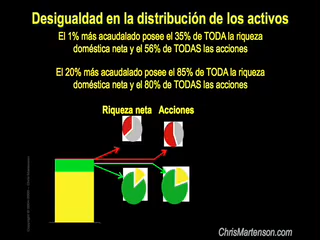 Desigualdad en la distribución de los activos
El 1% más acaudalado posee el 35% de TODA la riqueza
doméstica neta y el 56% de TODAS las acciones
El 20% más acaudalado posee el 85% de TODA la riqueza
doméstica neta y el 80% de TODAS las acciones
Riqueza neta Acciones
ChrisMartenson.com